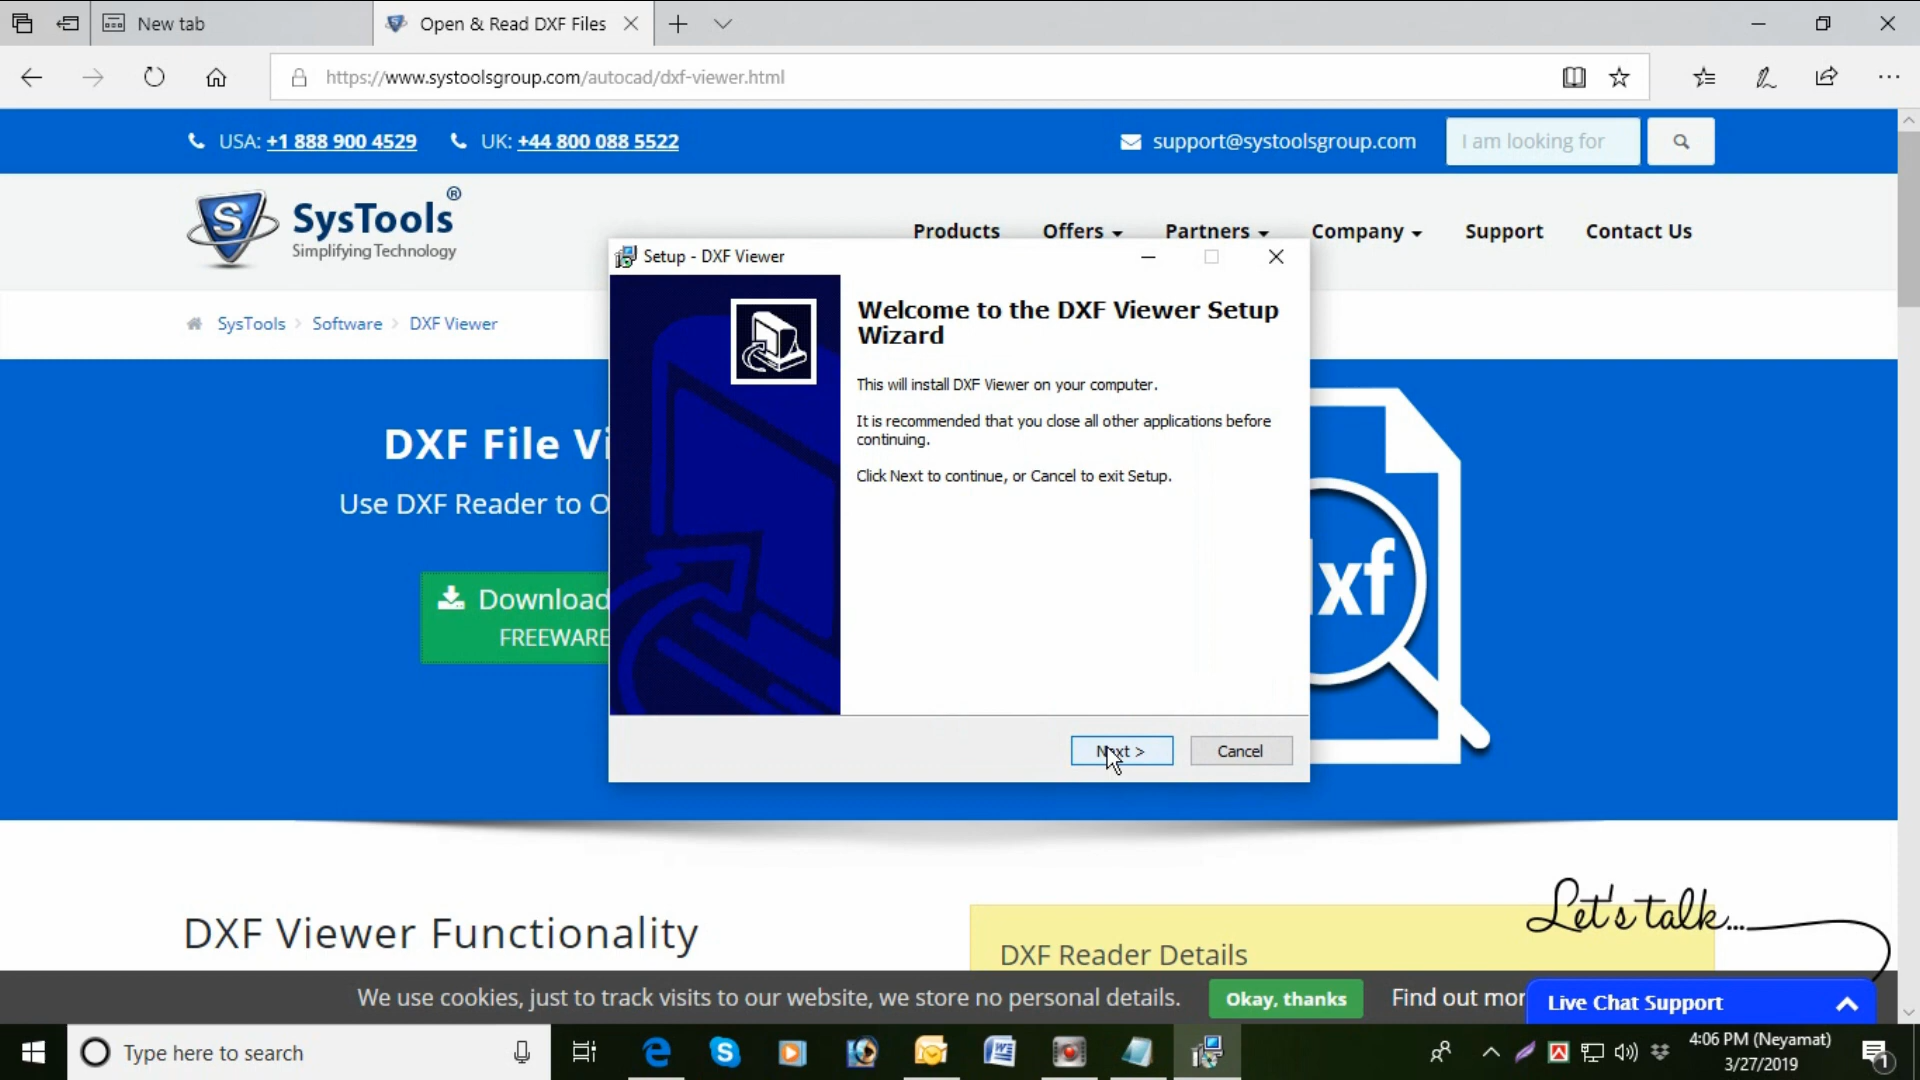 New tab
Open & Read DXF Files
https://www.systoolsgroup.com/autocad/dxf-viewer.html
USA: +1 888 900 4529
UK: +44 800 088 5522
support@systoolsgroup.com
I am looking for
S
SysTools®
Simplifying Technology
Products
Offers
Partners
Company
Support
Contact Us
SysTools
Software
DXF Viewer
DXF File Vi
Use DXF Reader to O
Download
FREEWARE
Setup - DXF Viewer
Welcome to the DXF Viewer Setup
Wizard
This will install DXF Viewer on your computer.
It is recommended that you close all other applications before
continuing.
Click Next to continue, or Cancel to exit Setup.
Next >
Cancel
xf
DXF Viewer Functionality
DXF Reader Details
Let's talk...
We use cookies, just to track visits to our website, we store no personal details.
Okay, thanks
Find out mor
Live Chat Support
Type here to search
4:06 PM (Neyamat)
3/27/2019
1